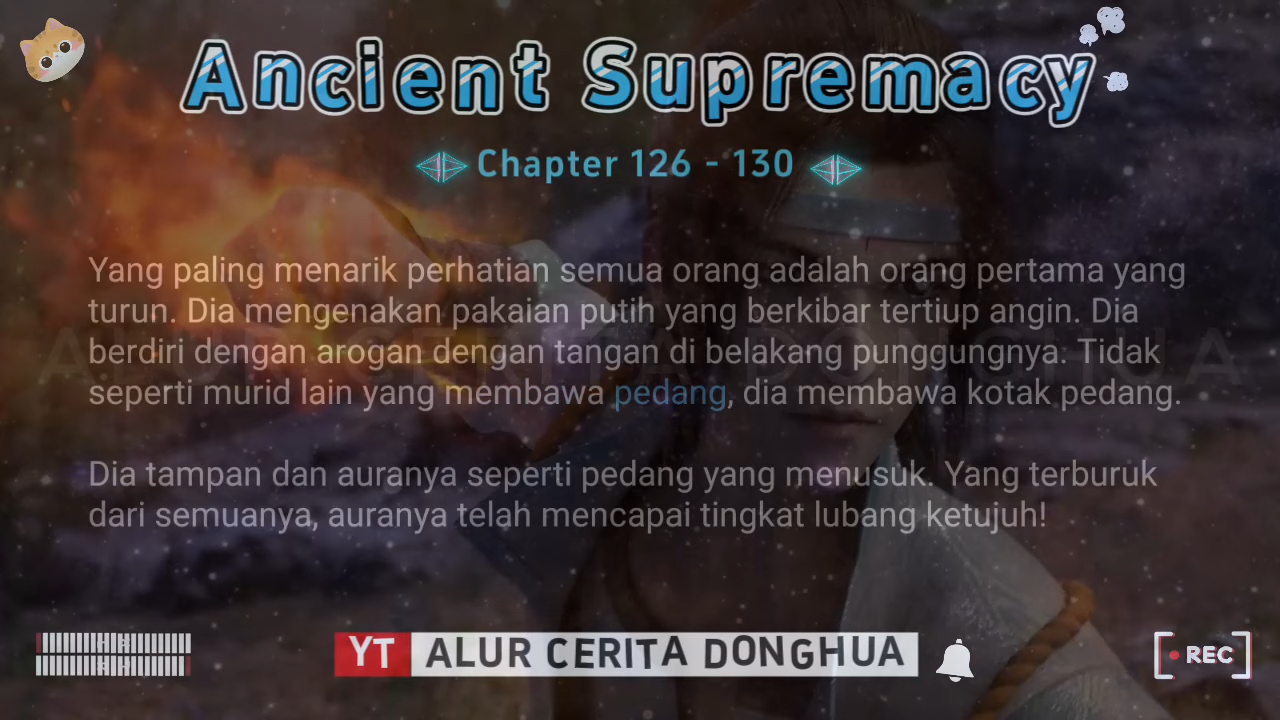 Ancient Supremacy
Chapter 126 - 130
Yang paling menarik perhatian semua orang adalah orang pertama yang
turun. Dia mengenakan pakaian putih yang berkibar tertiup angin. Dia
berdiri dengan arogan dengan tangan di belakang punggungnya. Tidak
seperti murid lain yang membawa pedang, dia membawa kotak pedang.
Dia tampan dan auranya seperti pedang yang menusuk. Yang terburuk
dari semuanya, auranya telah mencapai tingkat lubang ketujuh!
YT ALUR CERITA DONGHUA
REC